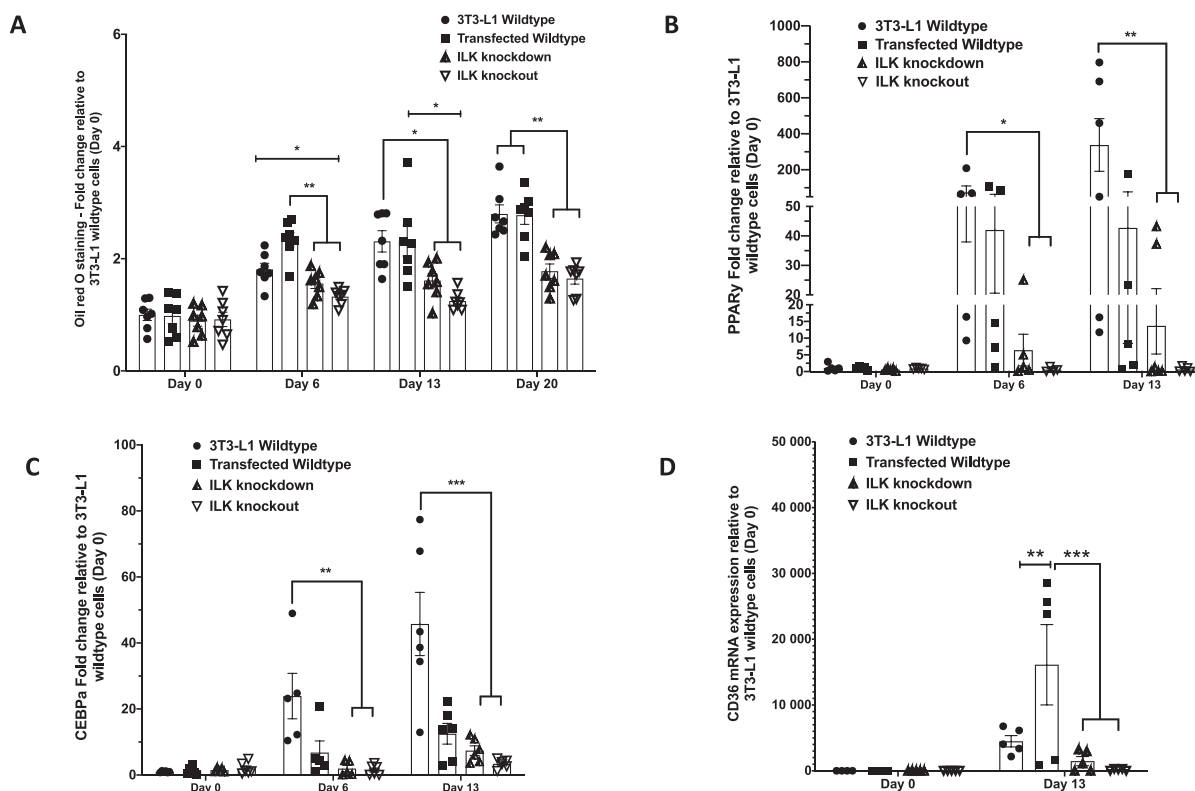 A
Oil red O staining - Fold change relative to
3T3-L1 wildtype cells (Day 0)
6
4
2
0
3T3-L1 Wildtype
Transfected Wildtype
ILK knockdown
ILK knockout
*
**
*
*
**
Day 0
Day 6
Day 13
Day 20
B
PPARy Fold change relative to 3T3-L1
wildtype cells (Day 0)
1000
800
600
400
200
50
40
30
20
20
15
10
5
0
3T3-L1 Wildtype
Transfected Wildtype
ILK knockdown
ILK knockout
*
**
Day 0
Day 6
Day 13
C
CEBPa Fold change relative to 3T3-L1
wildtype cells (Day 0)
100
80
60
40
20
0
3T3-L1 Wildtype
Transfected Wildtype
ILK knockdown
ILK knockout
**
***
Day 0
Day 6
Day 13
D
CD36 mRNA expression relative to
3T3-L1 wildtype cells (Day 0)
50 000
40 000
30 000
20 000
10 000
0
3T3-L1 Wildtype
Transfected Wildtype
ILK knockdown
ILK knockout
**
***
Day 0
Day 13